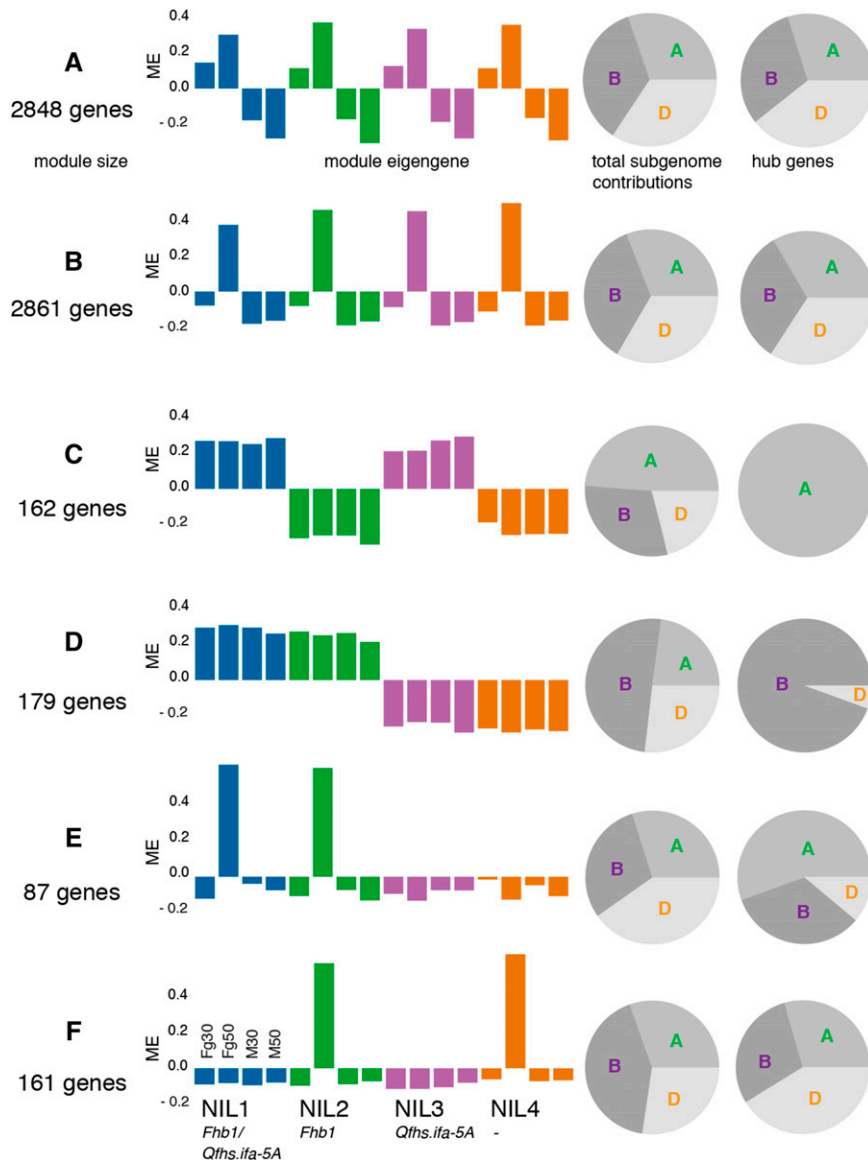 A
2848 genes
module size
ME
0.4
0.2
0.0
- 0.2
module eigengene
A
B
D
total subgenome
contributions
A
B
D
hub genes
B
2861 genes
ME
0.4
0.2
0.0
- 0.2
A
B
D
A
B
D
C
162 genes
ME
0.4
0.2
0.0
- 0.2
A
B
D
A
D
179 genes
ME
0.4
0.2
0.0
- 0.2
A
B
D
B
D
E
87 genes
ME
0.4
0.2
0.0
- 0.2
A
B
D
A
B
D
F
161 genes
ME
0.4
0.2
0.0
- 0.2
Fg30
Fg50
M30
M50
A
B
D
A
B
D
NIL1 NIL2 NIL3 NIL4
Fhb1/ Fhb1 Qfhs.ifa-5A -
Qfhs.ifa-5A